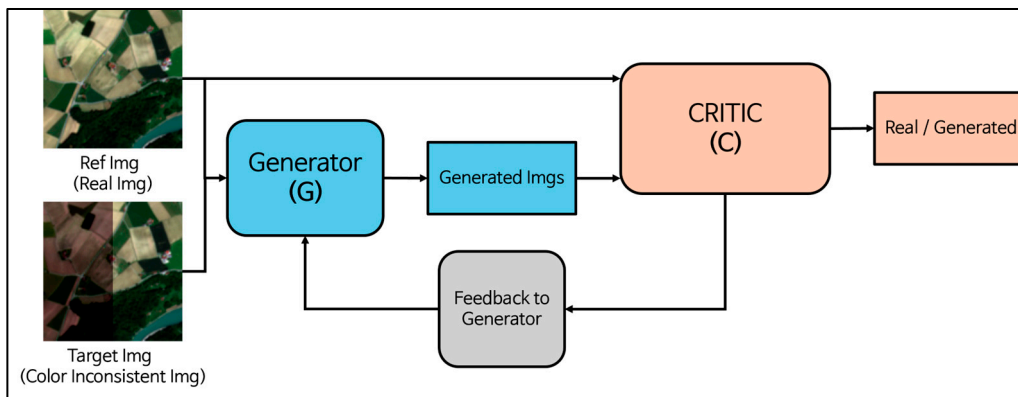 Ref Img
(Real Img)
Target Img
(Color Inconsistent Img)
Generator
(G)
Generated Imgs
CRITIC
(C)
Real / Generated
Feedback to
Generator